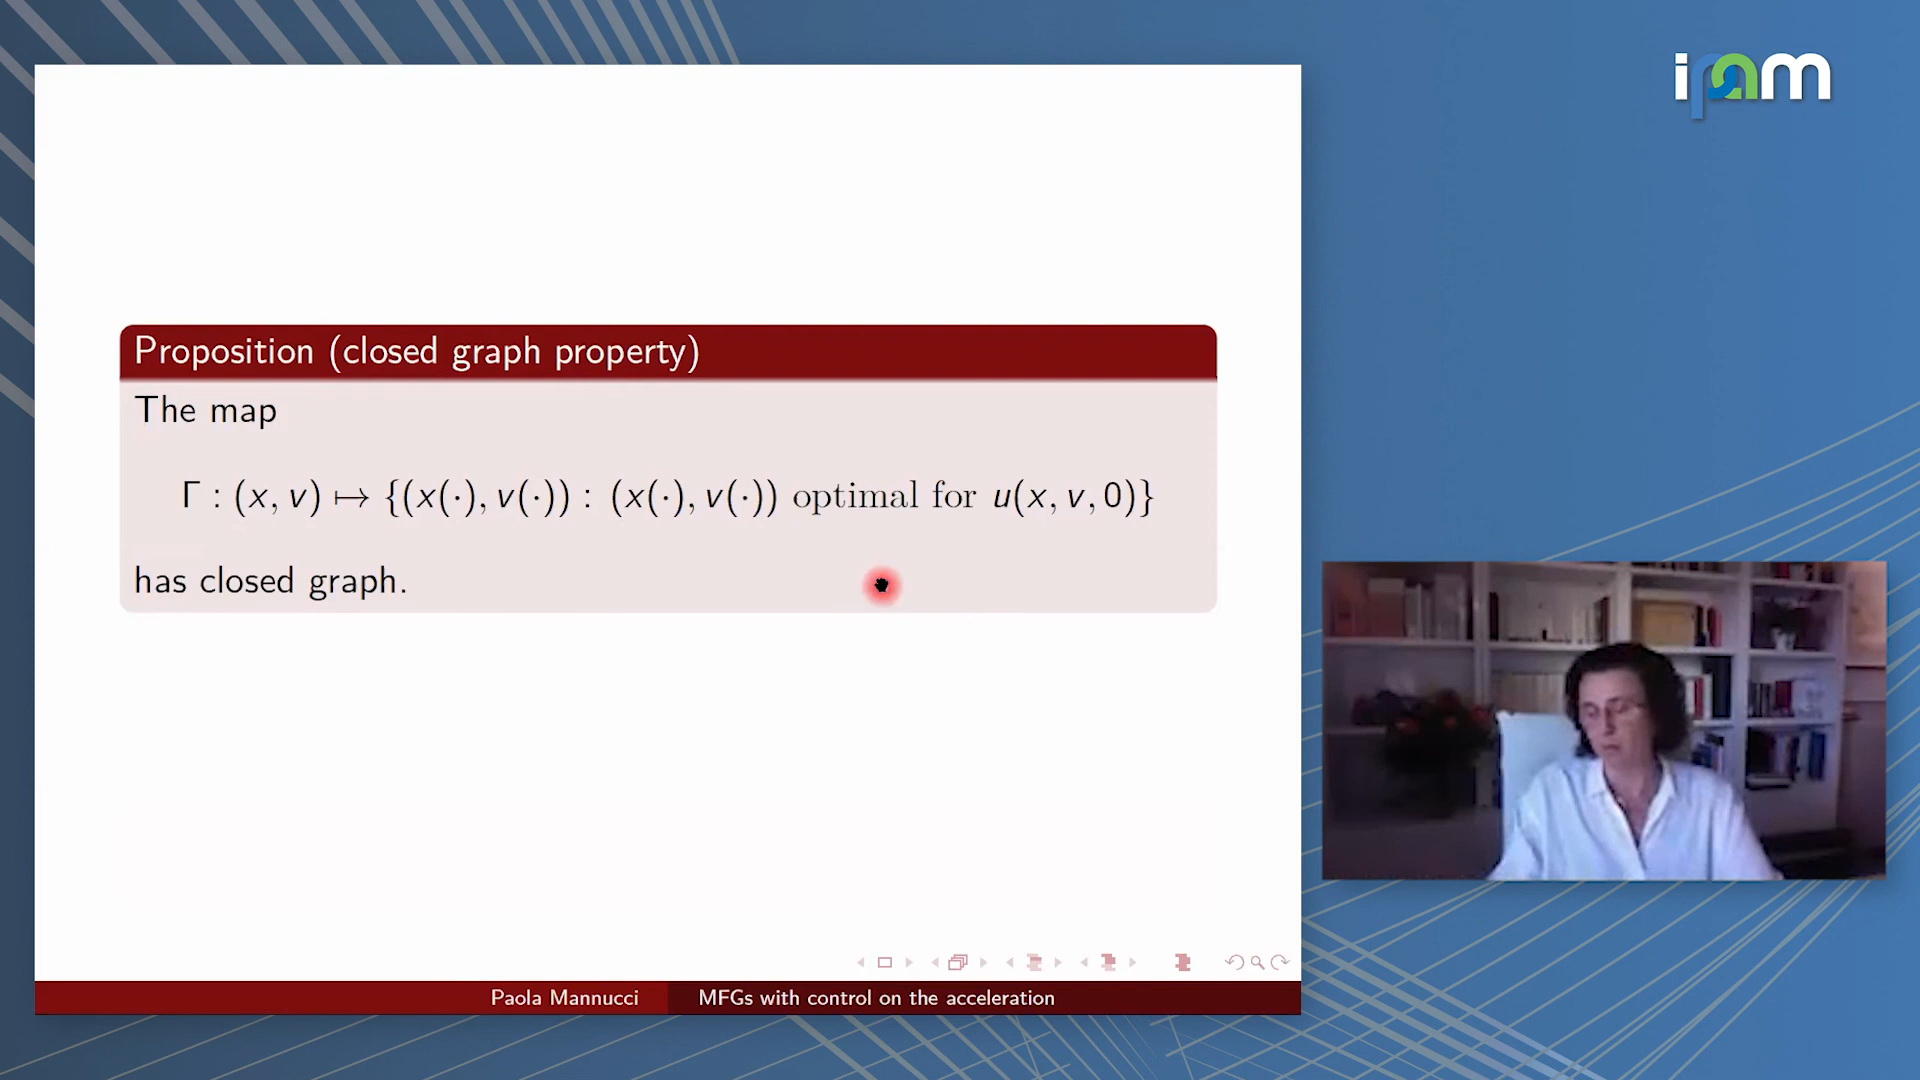 ipam
Proposition (closed graph property)
The map
Γ : (x, v) ↦ {(x(·), v(·)) : (x(·), v(·)) optimal for u(x, v, 0)}
has closed graph.
Paola Mannucci
MFGs with control on the acceleration